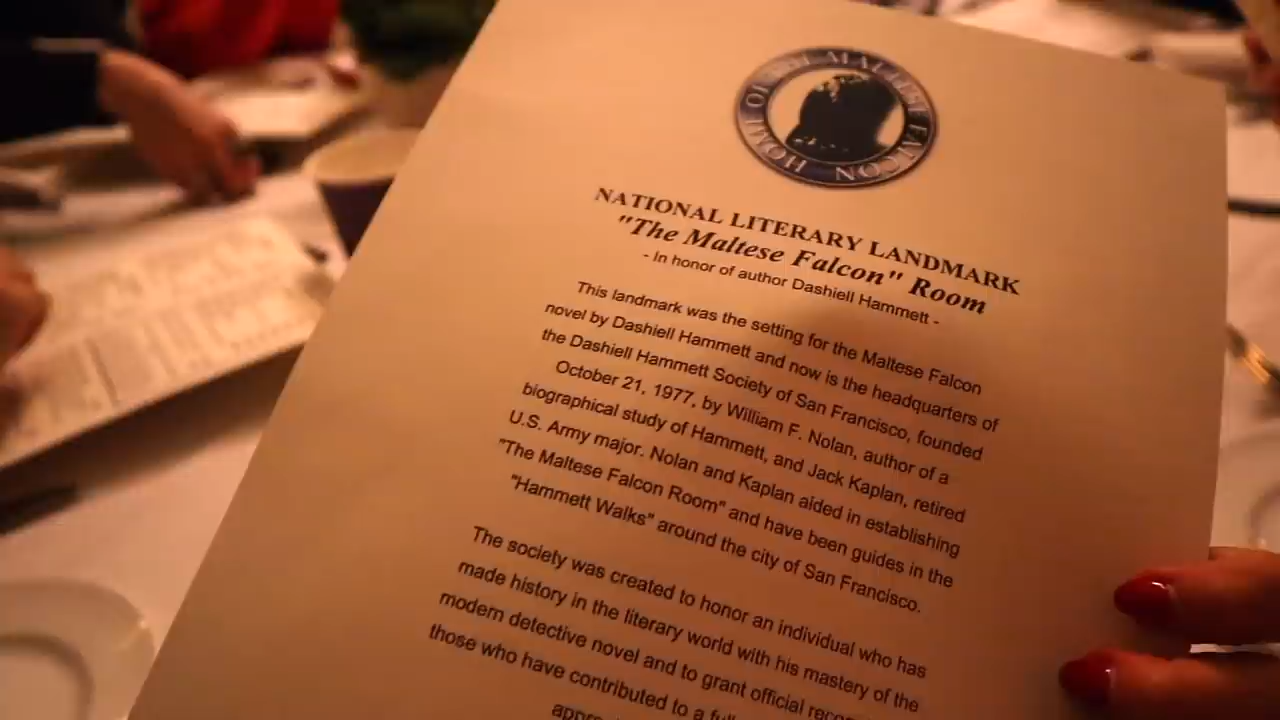 HOME OF THE MALTESE FALCON
NATIONAL LITERARY LANDMARK
"The Maltese Falcon" Room
- In honor of author Dashiell Hammett -
This landmark was the setting for the Maltese Falcon
novel by Dashiell Hammett and now is the headquarters of
the Dashiell Hammett Society of San Francisco, founded
October 21, 1977, by William F. Nolan, author of a
biographical study of Hammett, and Jack Kaplan, retired
U.S. Army major. Nolan and Kaplan aided in establishing
"The Maltese Falcon Room" and have been guides in the
"Hammett Walks" around the city of San Francisco.
The society was created to honor an individual who has
made history in the literary world with his mastery of the
modern detective novel and to grant official
those who have contributed to a